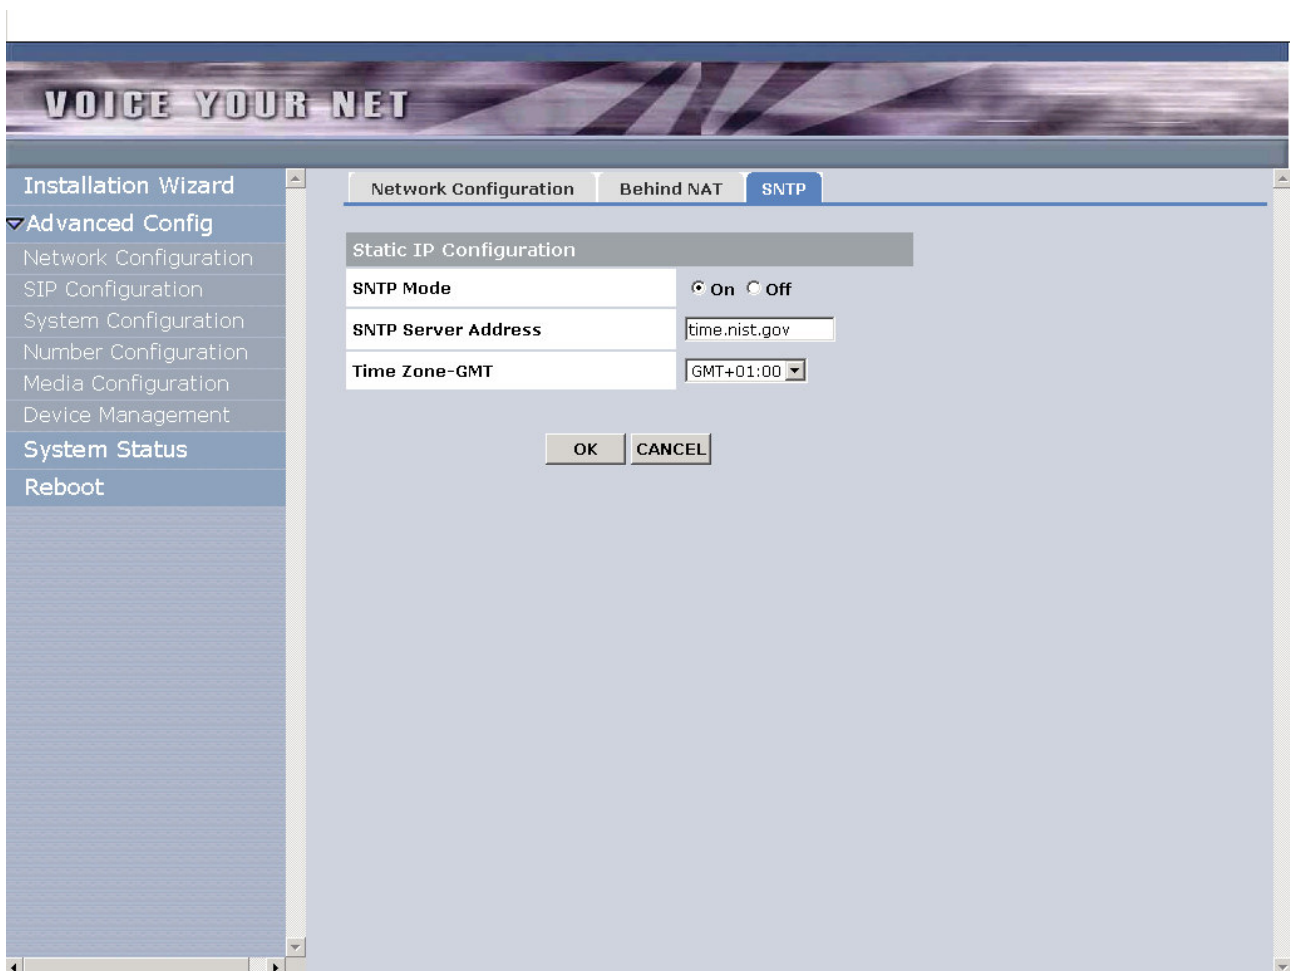 VOICE YOUR NET
Installation Wizard
Advanced Config
Network Configuration
SIP Configuration
System Configuration
Number Configuration
Media Configuration
Device Management
System Status
Reboot
Network Configuration Behind NAT SNTP
Static IP Configuration
SNTP Mode On Off
SNTP Server Address time.nist.gov
Time Zone-GMT GMT+01:00
OK CANCEL